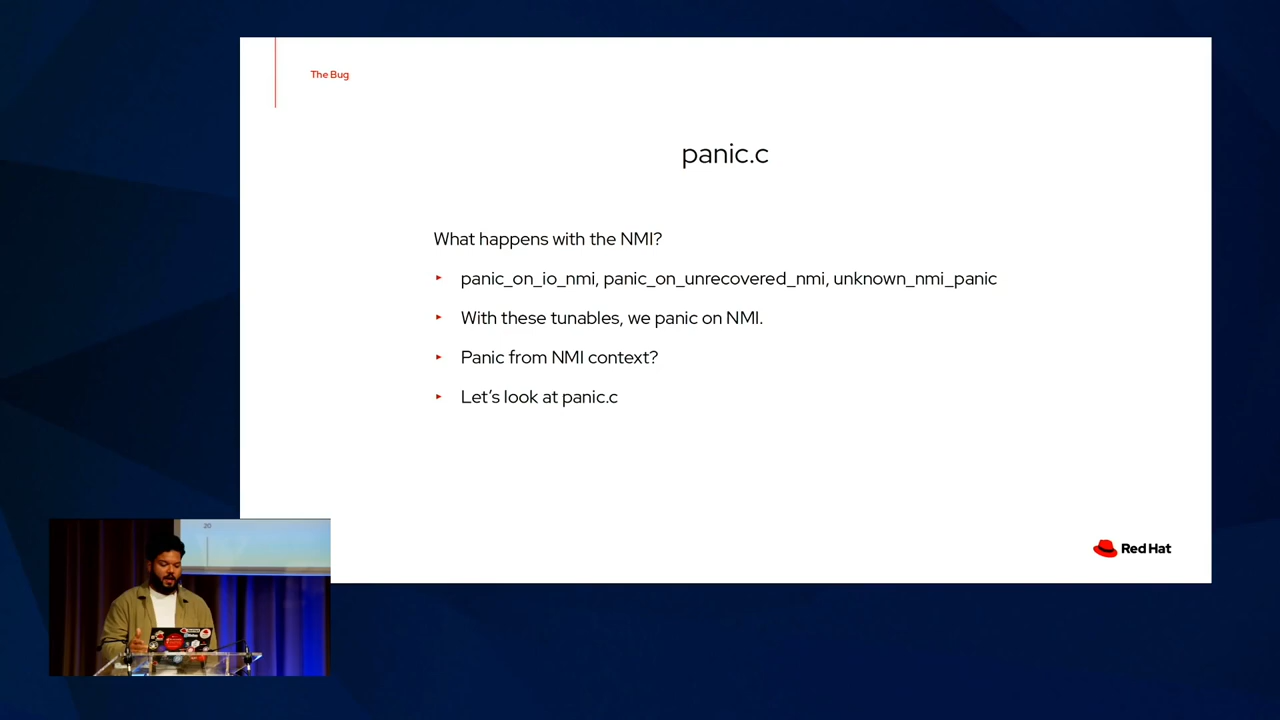 The Bug
panic.c
What happens with the NMI?
panic_on_io_nmi, panic_on_unrecovered_nmi, unknown_nmi_panic
With these tunables, we panic on NMI.
Panic from NMI context?
Let’s look at panic.c
Red Hat
20